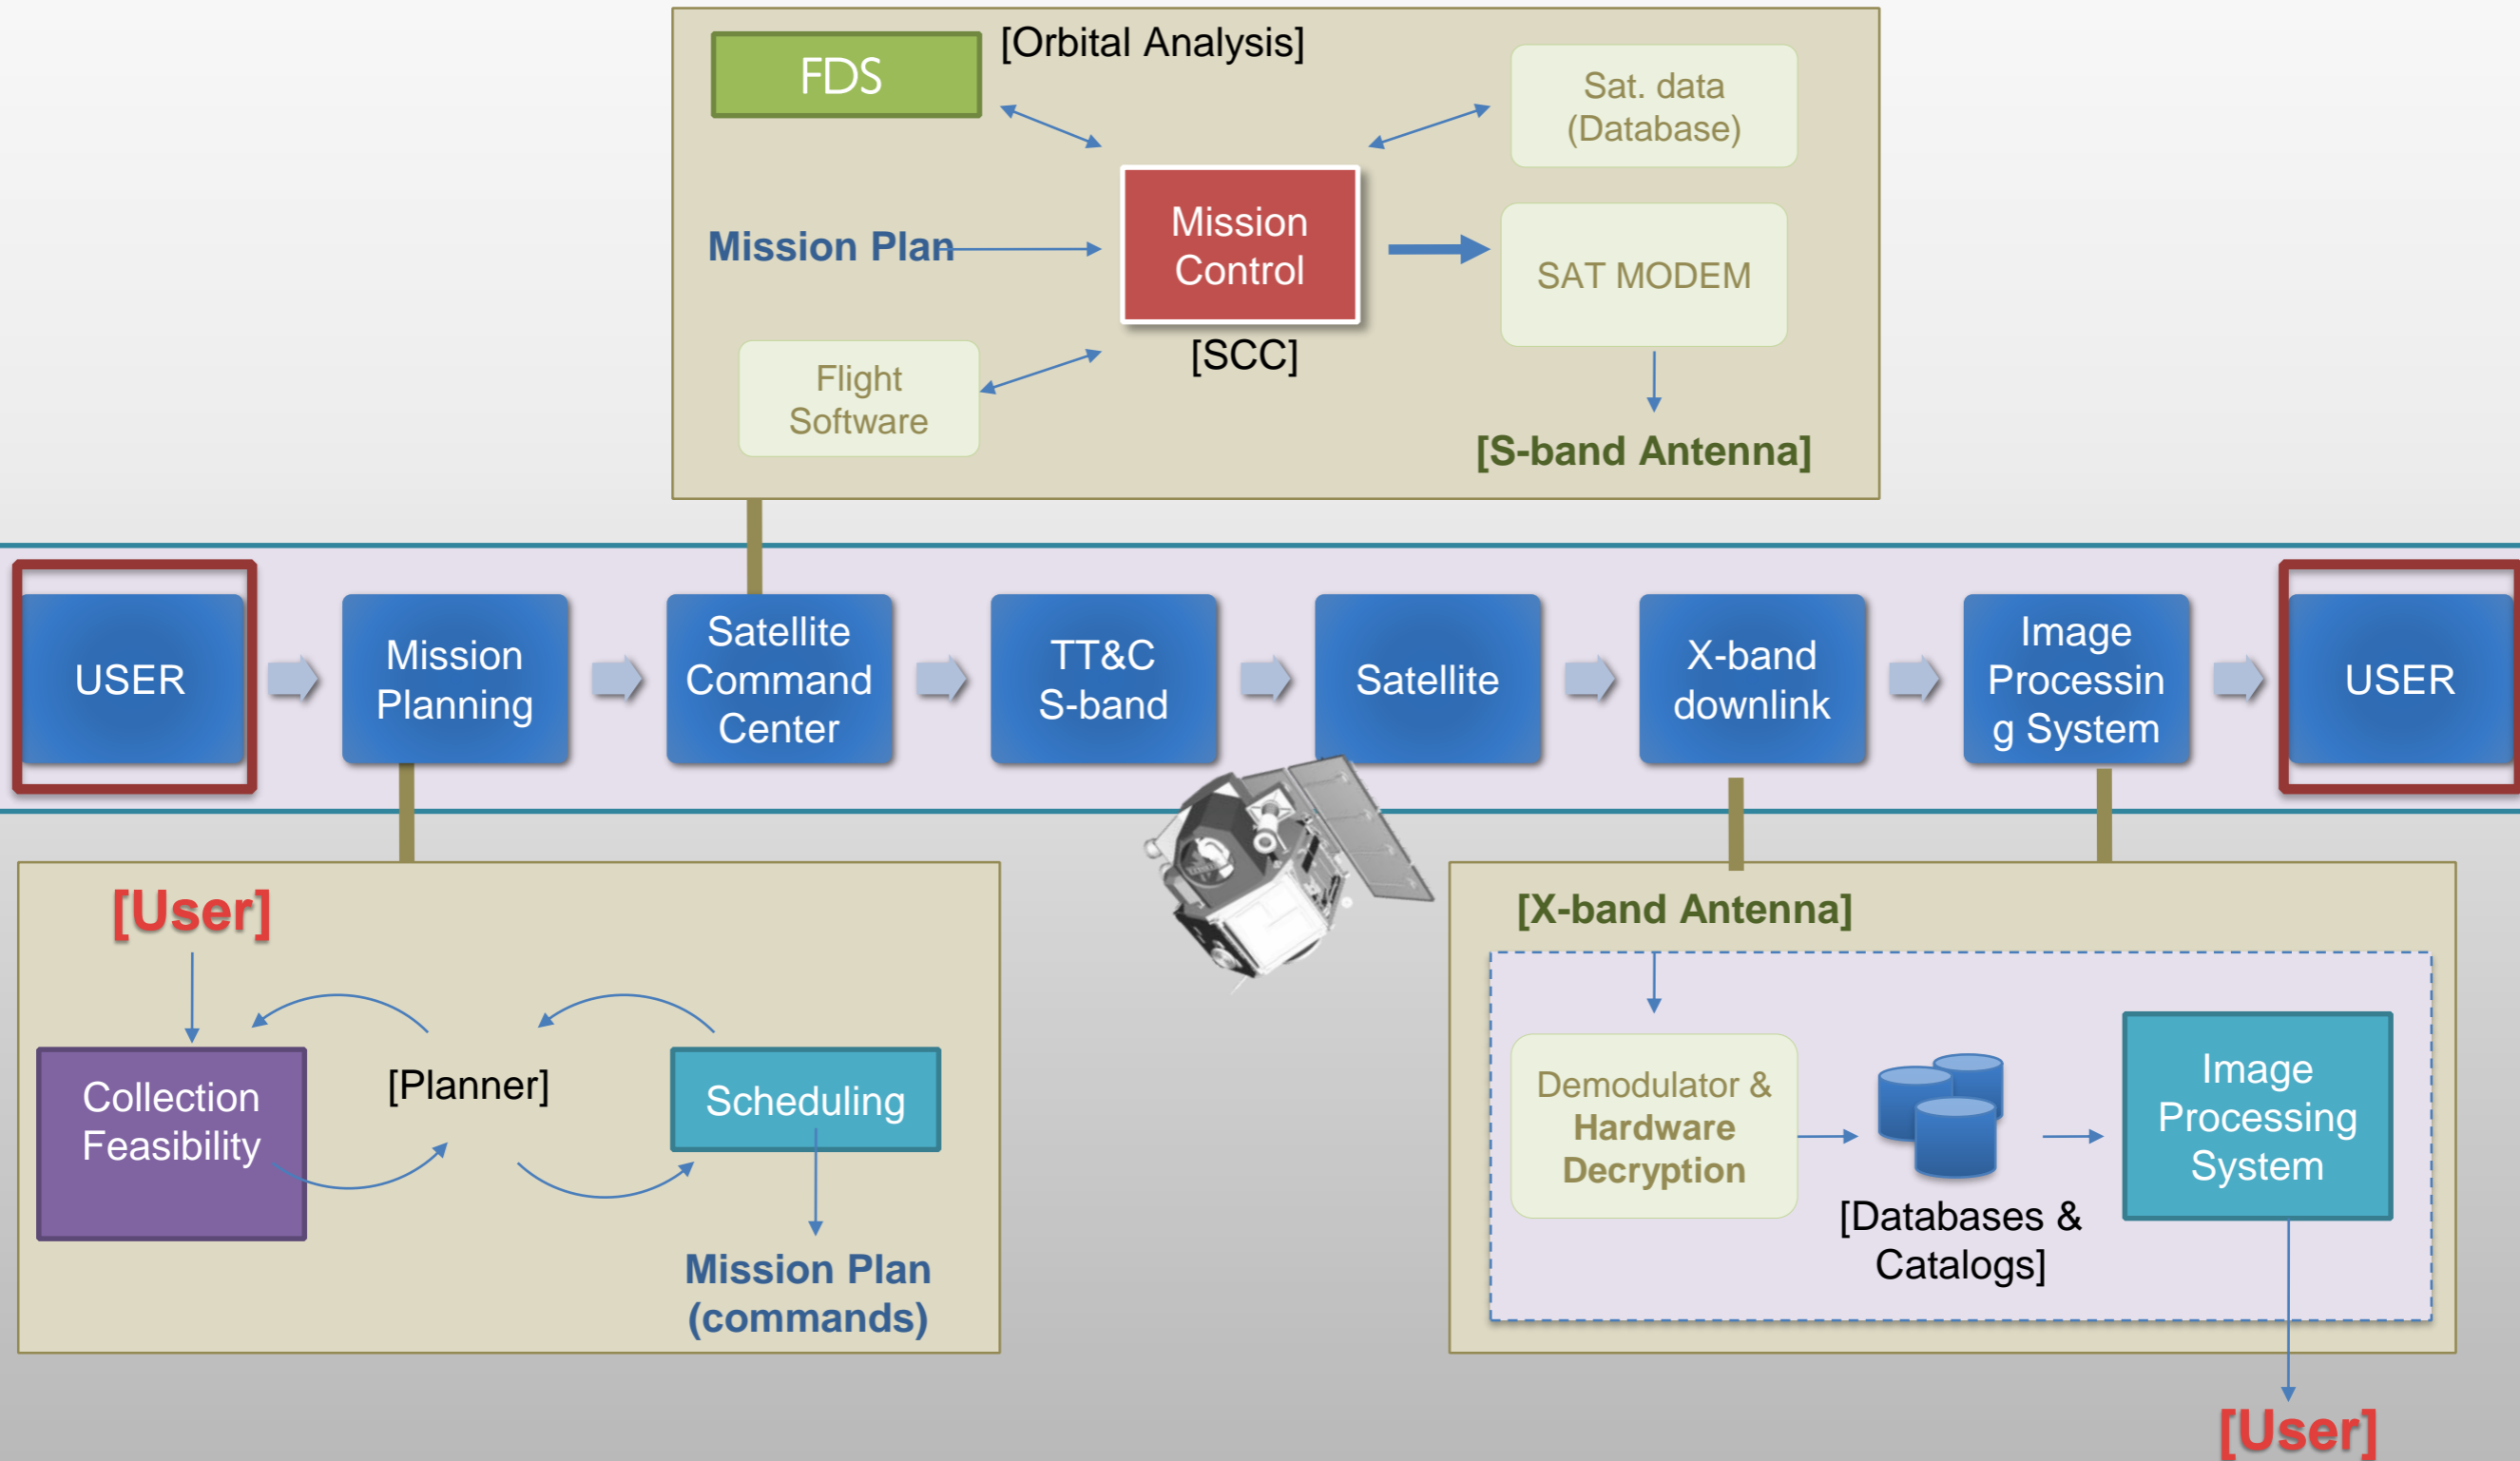 FDS
[Orbital Analysis]
Sat. data
(Database)
Mission Plan
Mission
Control
SAT MODEM
[SCC]
Flight
Software
[S-band Antenna]
USER
Mission
Planning
Satellite
Command
Center
TT&C
S-band
Satellite
X-band
downlink
Image
Processin
g System
USER
[User]
Collection
Feasibility
[Planner]
Scheduling
Mission Plan
(commands)
[X-band Antenna]
Demodulator &
Hardware
Decryption
[Databases &
Catalogs]
Image
Processing
System
[User]